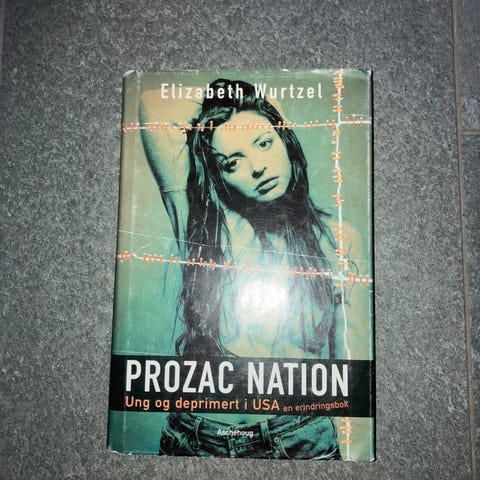 Elizabeth Wurtzel
PROZAC NATION
Ung og deprimert i USA en erindringsbok
Aschehoug